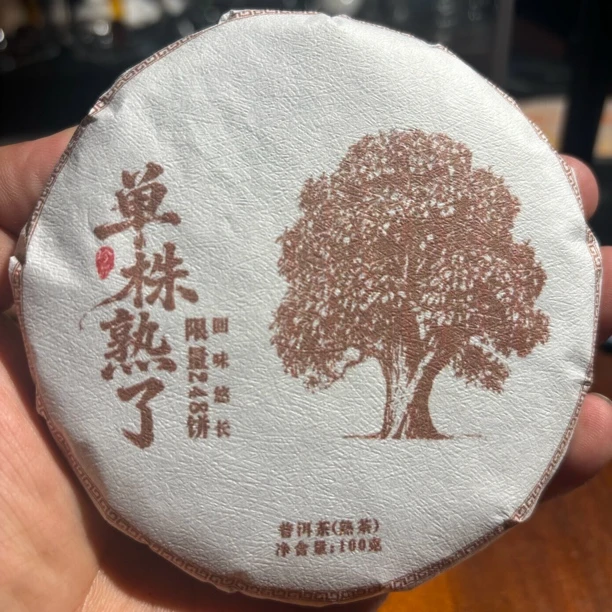 单株熟了
限量248饼
回味悠长
普洱茶(熟茶)
净含量:100克